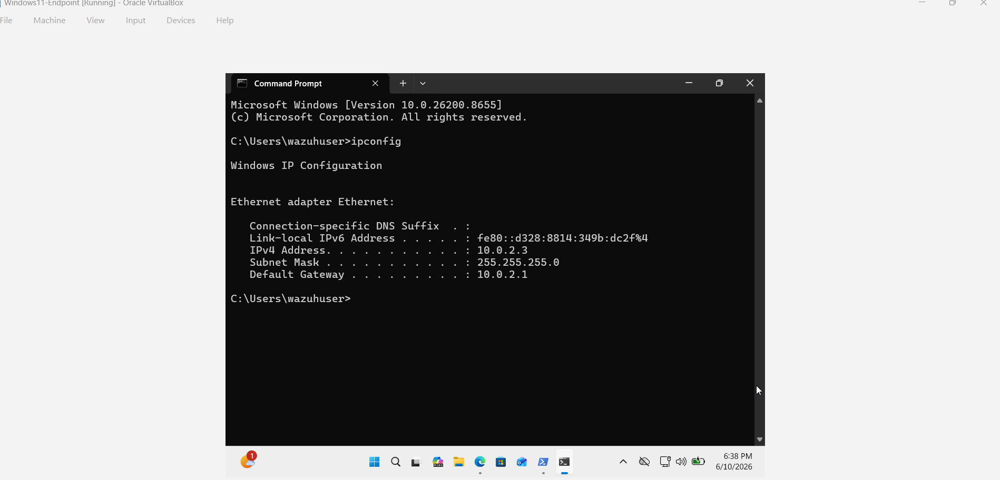 Windows11-Endpoint [Running] - Oracle VirtualBox
File Machine View Input Devices Help
Command Prompt
Microsoft Windows [Version 10.0.26200.8655]
(c) Microsoft Corporation. All rights reserved.
C:\Users\wazuhuser>ipconfig
Windows IP Configuration
Ethernet adapter Ethernet:
Connection-specific DNS Suffix . :
Link-local IPv6 Address . . . . . : fe80::d328:8814:349b:dc2f%4
IPv4 Address. . . . . . . . . . . : 10.0.2.3
Subnet Mask . . . . . . . . . . . : 255.255.255.0
Default Gateway . . . . . . . . . : 10.0.2.1
C:\Users\wazuhuser>
1
M365
6:38 PM
6/10/2026